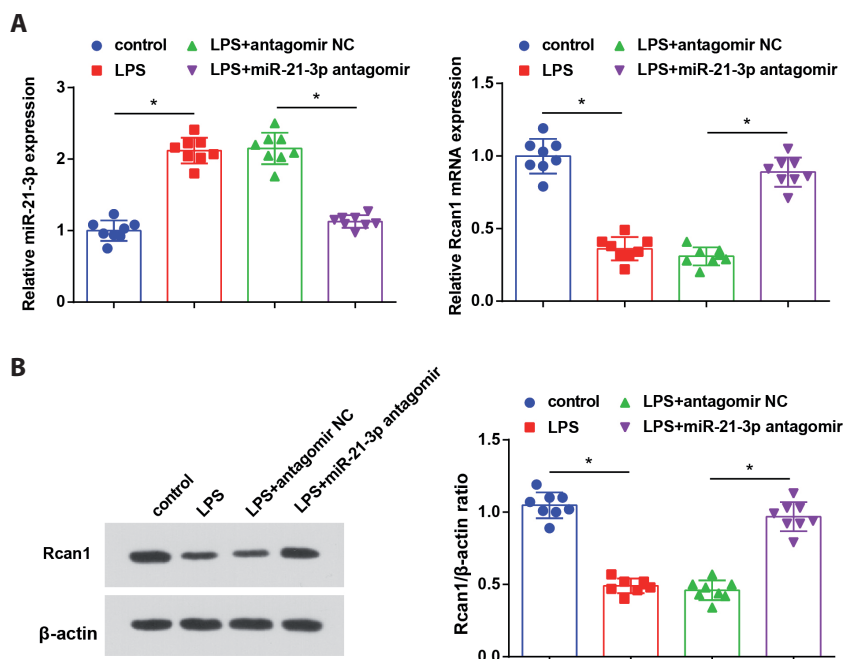 A
control
LPS+antagomir NC
LPS
LPS+miR-21-3p antagomir
Relative miR-21-3p expression
3
2
1
0
*
*
control
LPS+antagomir NC
LPS
LPS+miR-21-3p antagomir
Relative Rcan1 mRNA expression
1.5
1.0
0.5
0.0
*
*
B
control
LPS
LPS+antagomir NC
LPS+miR-21-3p antagomir
Rcan1
β-actin
control
LPS+antagomir NC
LPS
LPS+miR-21-3p antagomir
Rcan1/β-actin ratio
1.5
1.0
0.5
0.0
*
*